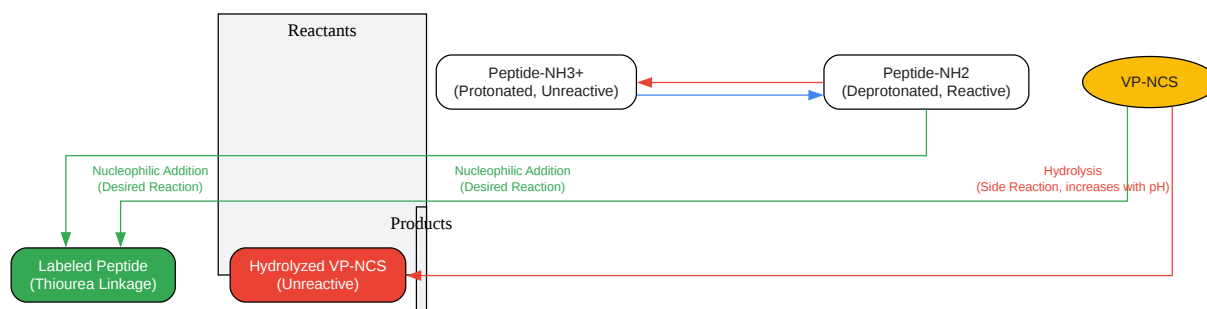 Reactants
Peptide-NH3+
(Protonated, Unreactive)
Peptide-NH2
(Deprotonated, Reactive)
VP-NCS
Nucleophilic Addition
(Desired Reaction)
Nucleophilic Addition
(Desired Reaction)
Hydrolysis
(Side Reaction, increases with pH)
Products
Labeled Peptide
(Thiourea Linkage)
Hydrolyzed VP-NCS
(Unreactive)